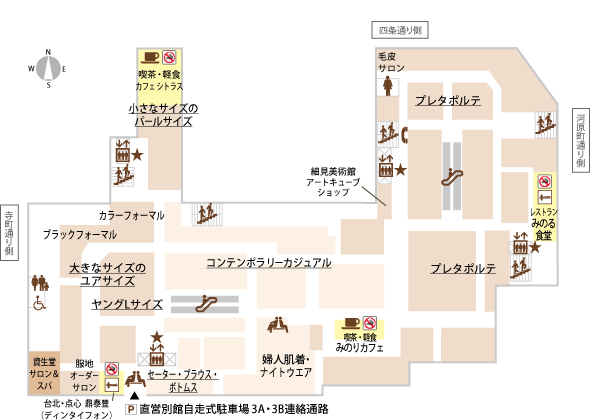 四条通り側
N
W E
S
喫茶・軽食
カフェシトラス
小さなサイズの
パールサイズ
毛皮
サロン
プレタポルテ
河原町通り側
細見美術館
アートキューブ
ショップ
レストラン
みのる
食堂
寺町通り側
カラーフォーマル
ブラックフォーマル
大きなサイズの
ユアサイズ
ヤングLサイズ
コンテンポラリーカジュアル
プレタポルテ
喫茶・軽食
みのりカフェ
婦人肌着・
ナイトウエア
資生堂
サロン&
スパ
服地
オーダー
サロン
セーター・ブラウス・
ボトムス
台北・点心 鼎泰豊
(ディンタイフォン)
P 直営別館自走式駐車場 3A・3B連絡通路